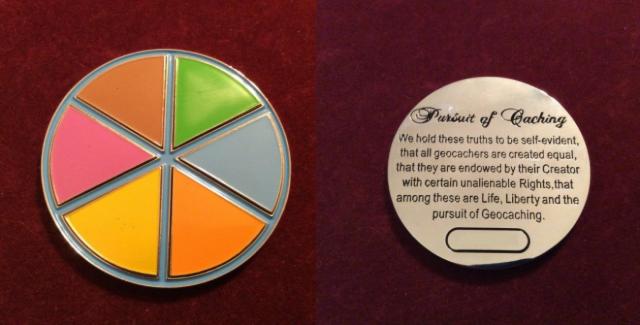 Pursuit of Caching
We hold these truths to be self-evident,
that all geocachers are created equal,
that they are endowed by their Creator
with certain unalienable Rights,that
among these are Life, Liberty and the
pursuit of Geocaching.